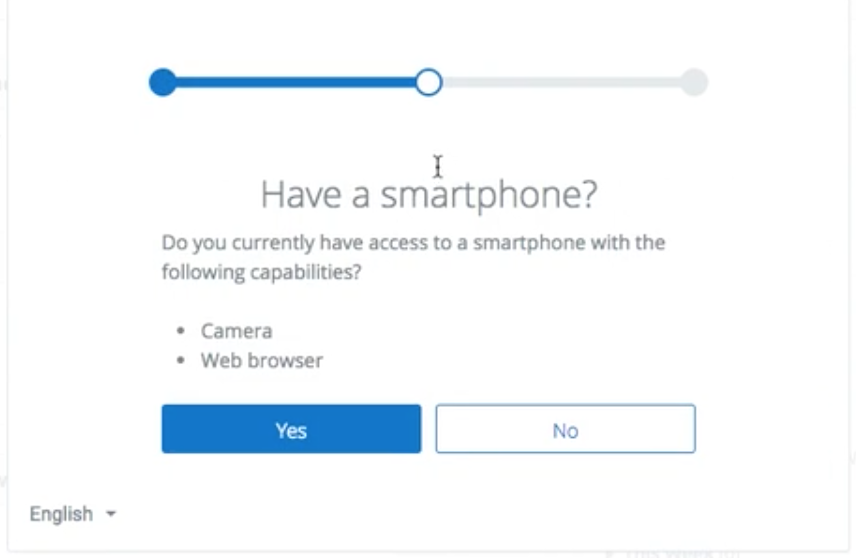 Have a smartphone?
Do you currently have access to a smartphone with the
following capabilities?
• Camera
• Web browser
Yes
No
English